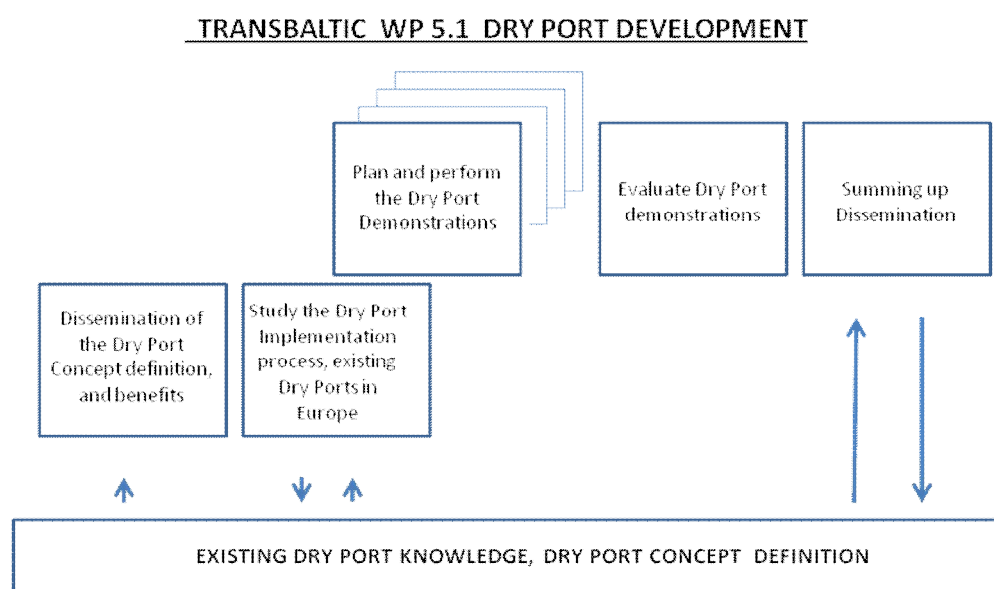 TRANSBALTIC WP 5.1 DRY PORT DEVELOPMENT
Plan and perform
the Dry Port
Demonstrations
Evaluate Dry Port
demonstrations
Summing up
Dissemination
Dissemination of
the Dry Port
Concept definition,
and benefits
Study the Dry Port
Implementation
process, existing
Dry Ports in
Europe
EXISTING DRY PORT KNOWLEDGE, DRY PORT CONCEPT DEFINITION